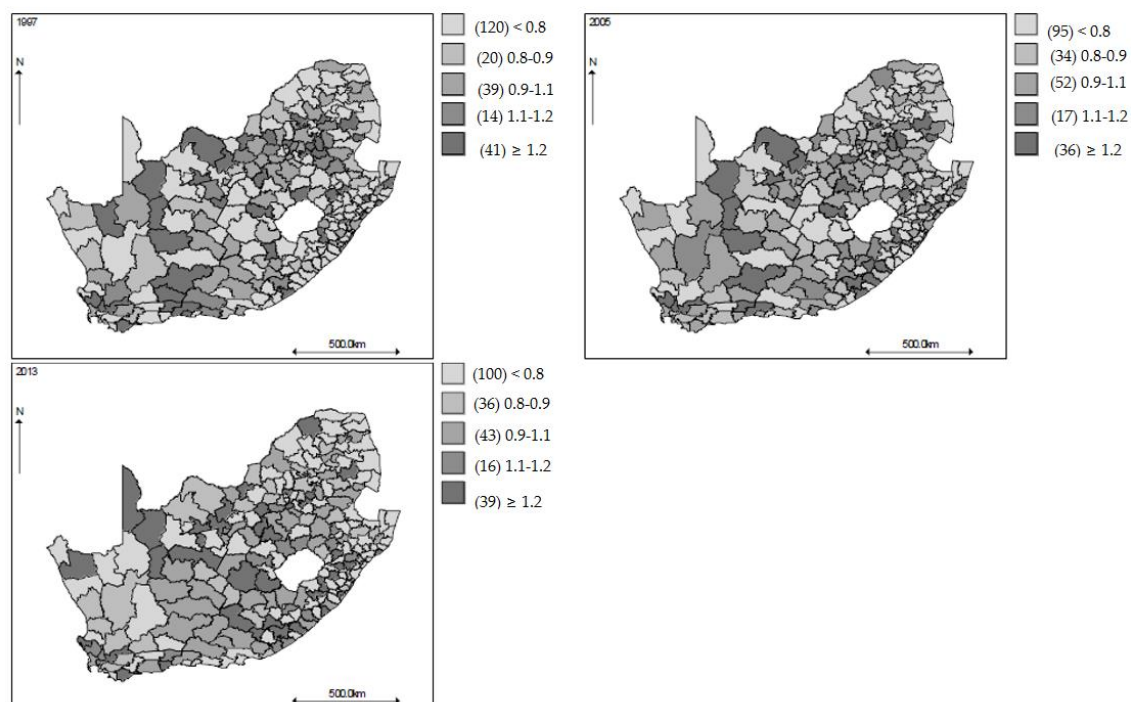 1997
N
500.0km
(120) < 0.8
(20) 0.8-0.9
(39) 0.9-1.1
(14) 1.1-1.2
(41) ≥ 1.2
2005
N
500.0km
(95) < 0.8
(34) 0.8-0.9
(52) 0.9-1.1
(17) 1.1-1.2
(36) ≥ 1.2
2013
N
500.0km
(100) < 0.8
(36) 0.8-0.9
(43) 0.9-1.1
(16) 1.1-1.2
(39) ≥ 1.2